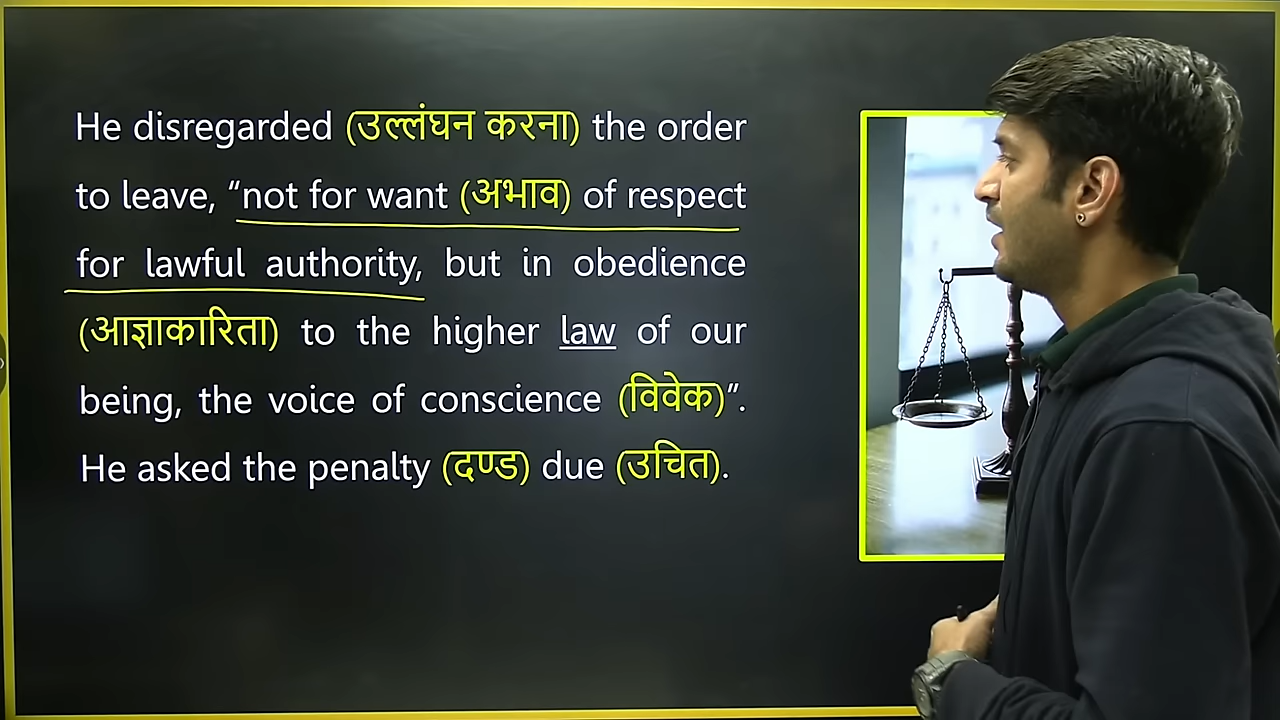 He disregarded (उल्लंघन करना) the order
to leave, “not for want (अभाव) of respect
for lawful authority, but in obedience
(आज्ञाकारिता) to the higher law of our
being, the voice of conscience (विवेक)”.
He asked the penalty (दण्ड) due (उचित).